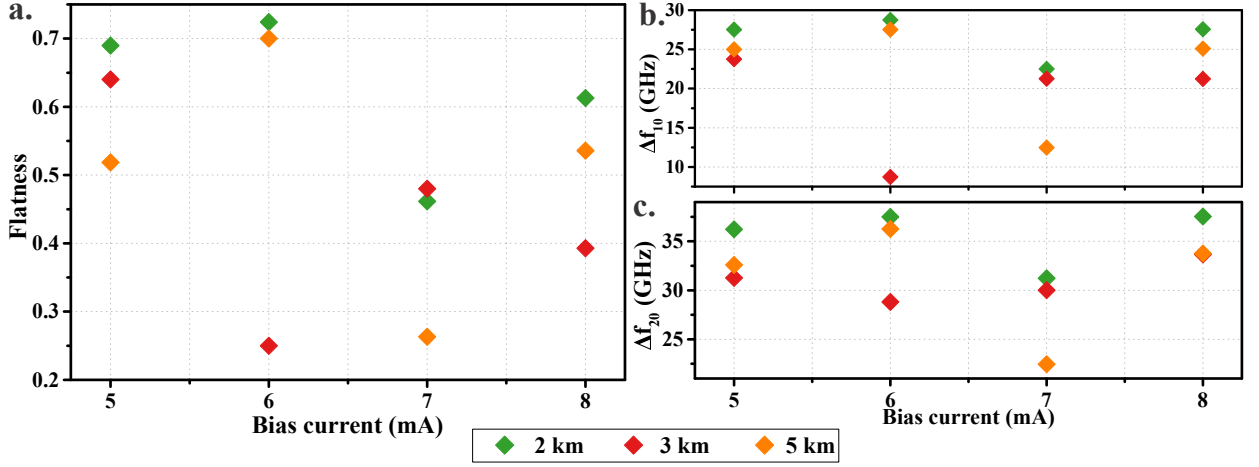 a.
0.7
0.6
0.5
0.4
0.3
0.2
Flatness
5 6 7 8
Bias current (mA)
b.
30
25
20
15
10
Δf10 (GHz)
c.
35
30
25
Δf20 (GHz)
5 6 7 8
Bias current (mA)
2 km 3 km 5 km